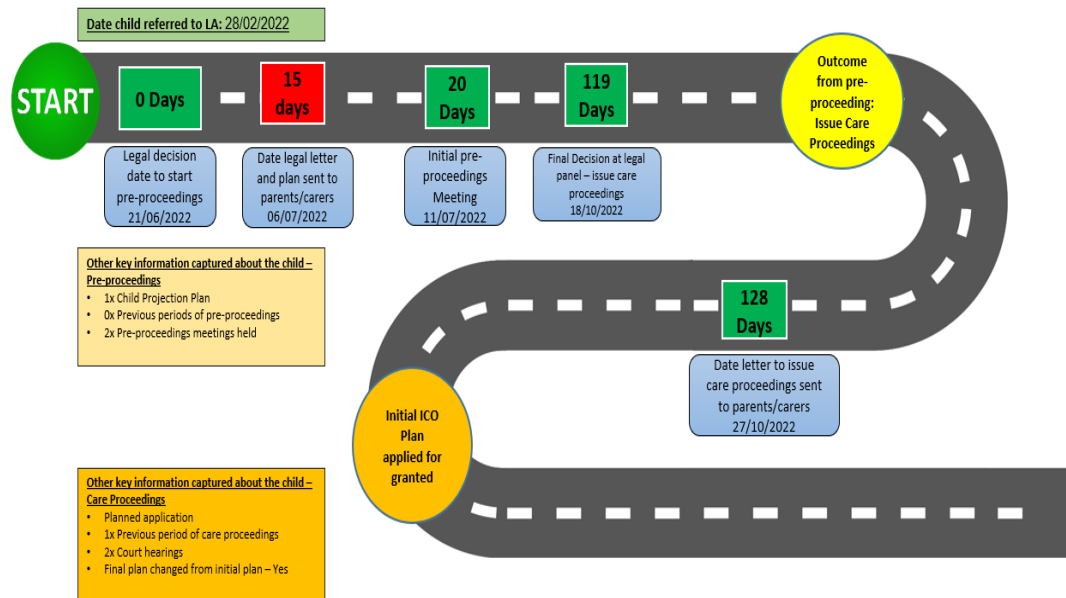 Date child referred to LA: 28/02/2022
START
0 Days
15
days
20
Days
119
Days
Outcome
from pre-
proceeding:
Issue Care
Proceedings
Legal decision
date to start
pre-proceedings
21/06/2022
Date legal letter
and plan sent to
parents/carers
06/07/2022
Initial pre-
proceedings
Meeting
11/07/2022
Final Decision at legal
panel – issue care
proceedings
18/10/2022
Other key information captured about the child –
Pre-proceedings
• 1x Child Projection Plan
• 0x Previous periods of pre-proceedings
• 2x Pre-proceedings meetings held
128
Days
Date letter to issue
care proceedings sent
to parents/carers
27/10/2022
Initial ICO
Plan
applied for
granted
Other key information captured about the child –
Care Proceedings
• Planned application
• 1x Previous period of care proceedings
• 2x Court hearings
• Final plan changed from initial plan – Yes